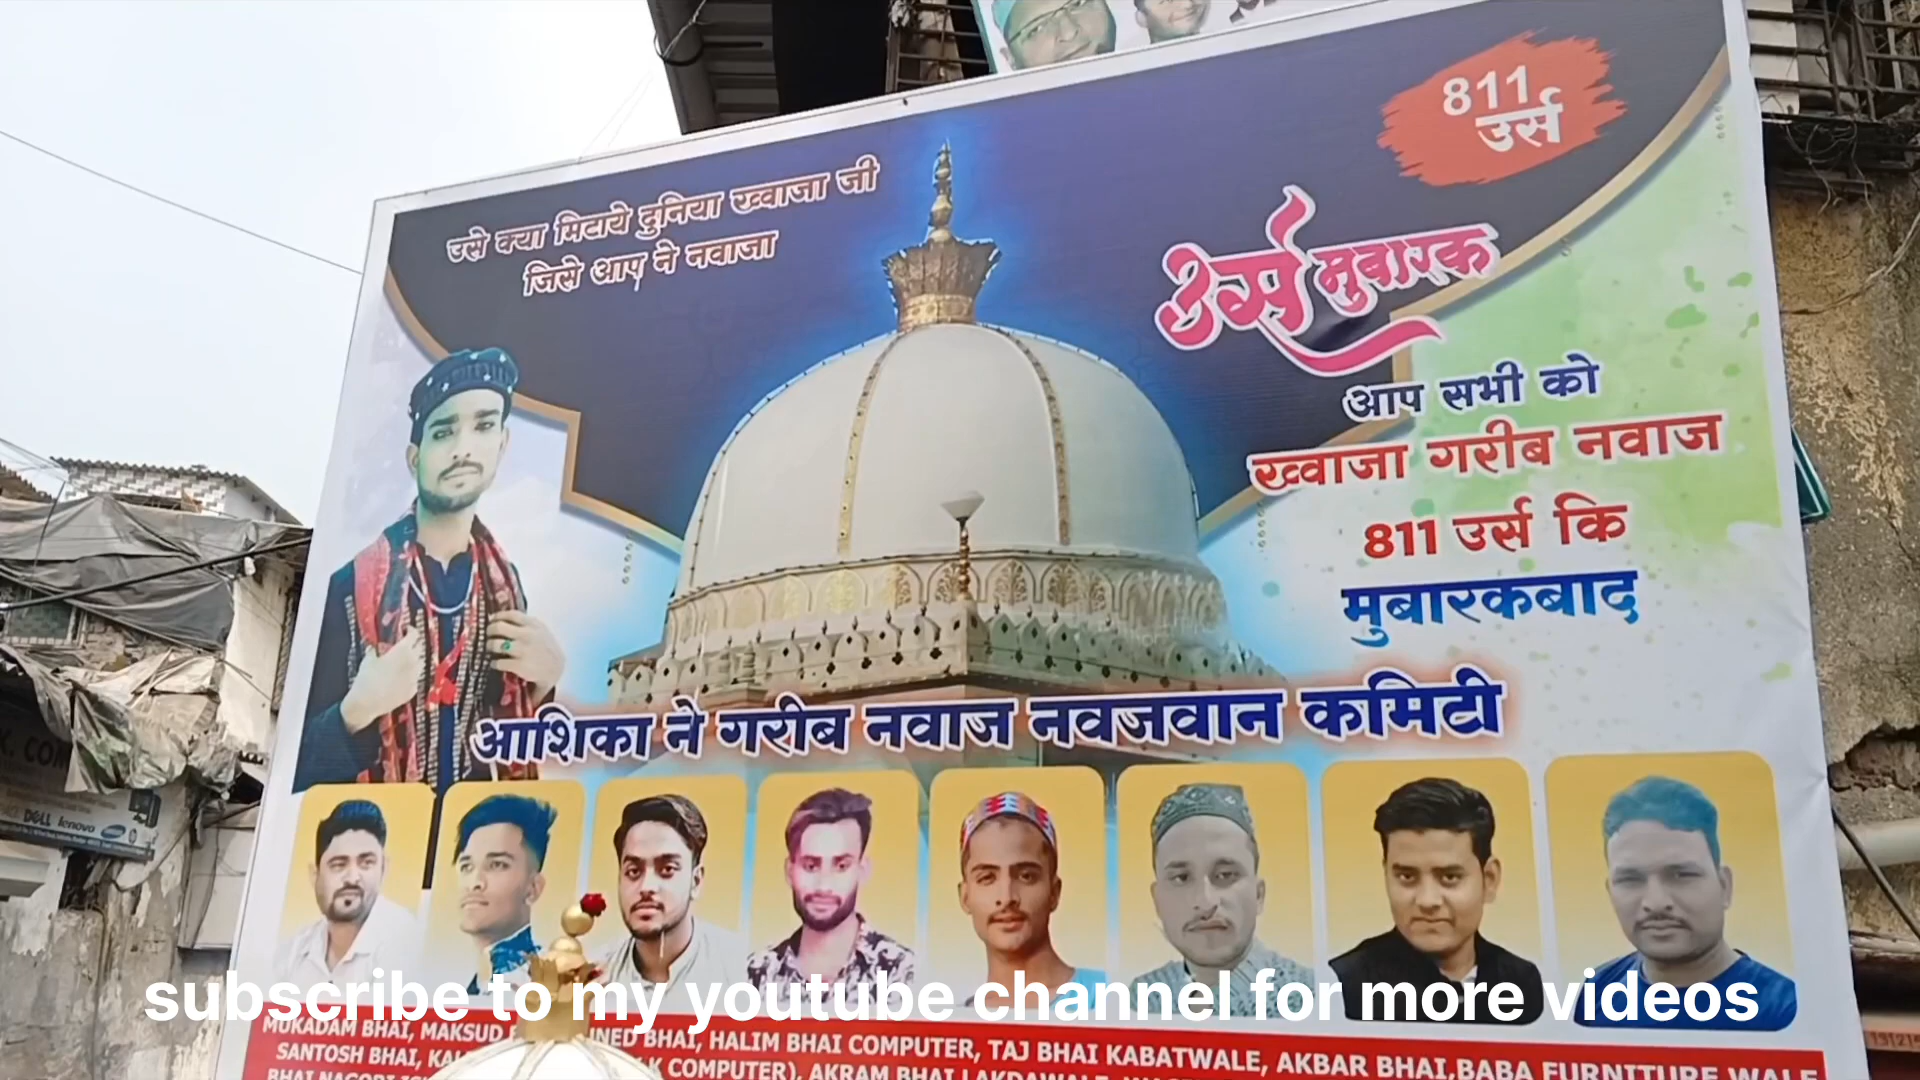 811
उर्स
उसे क्या मिटाये दुनिया ख्वाजा जी
जिसे आप ने नवाजा
उर्स मुबारक
आप सभी को
ख्वाजा गरीब नवाज
811 उर्स कि
मुबारकबाद
आशिका ने गरीब नवाज नवजवान कमिटी
DELL lenovo
subscribe to my youtube channel for more videos
MUKADAM BHAI, MAKSUD BHAI, HALIM BHAI COMPUTER, TAJ BHAI KABATWALE, AKBAR BHAI,BABA FURNITURE WALE
SANTOSH BHAI, COMPUTER), AKRAM BHAI